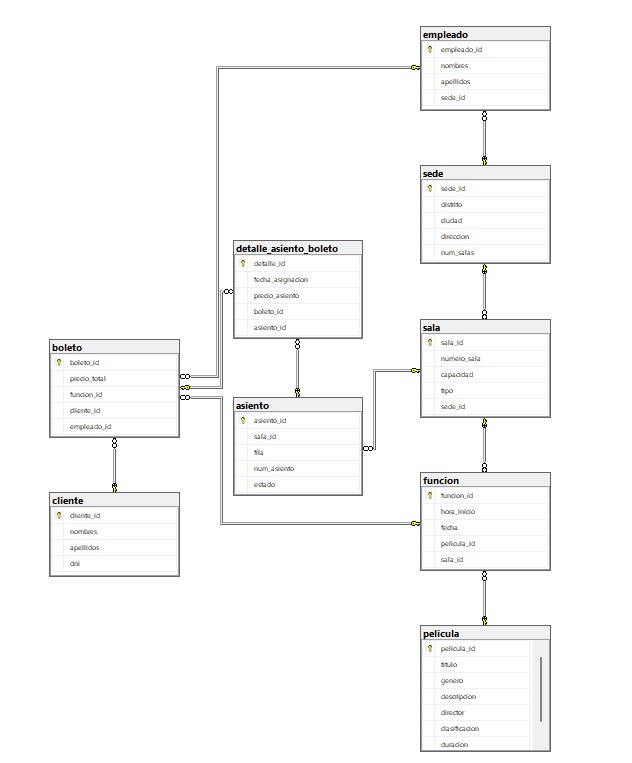 empleado
empleado_id
nombres
apellidos
sede_id
sede
sede_id
distrito
ciudad
direccion
num_salas
detalle_asiento_boleto
detalle_id
fecha_asignacion
precio_asiento
boleto_id
asiento_id
sala
sala_id
numero_sala
capacidad
tipo
sede_id
boleto
boleto_id
precio_total
funcion_id
cliente_id
empleado_id
asiento
asiento_id
sala_id
fila
num_asiento
estado
funcion
funcion_id
hora_inicio
fecha
pelicula_id
sala_id
cliente
cliente_id
nombres
apellidos
dni
pelicula
pelicula_id
titulo
genero
descripcion
director
clasificacion
duracion